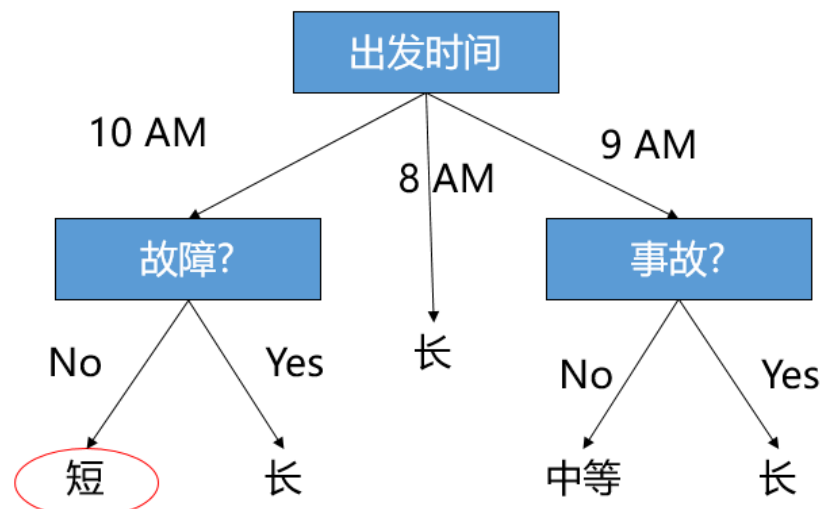 出发时间
10 AM
8 AM
9 AM
故障?
事故?
No
Yes
长
No
Yes
短
长
中等
长